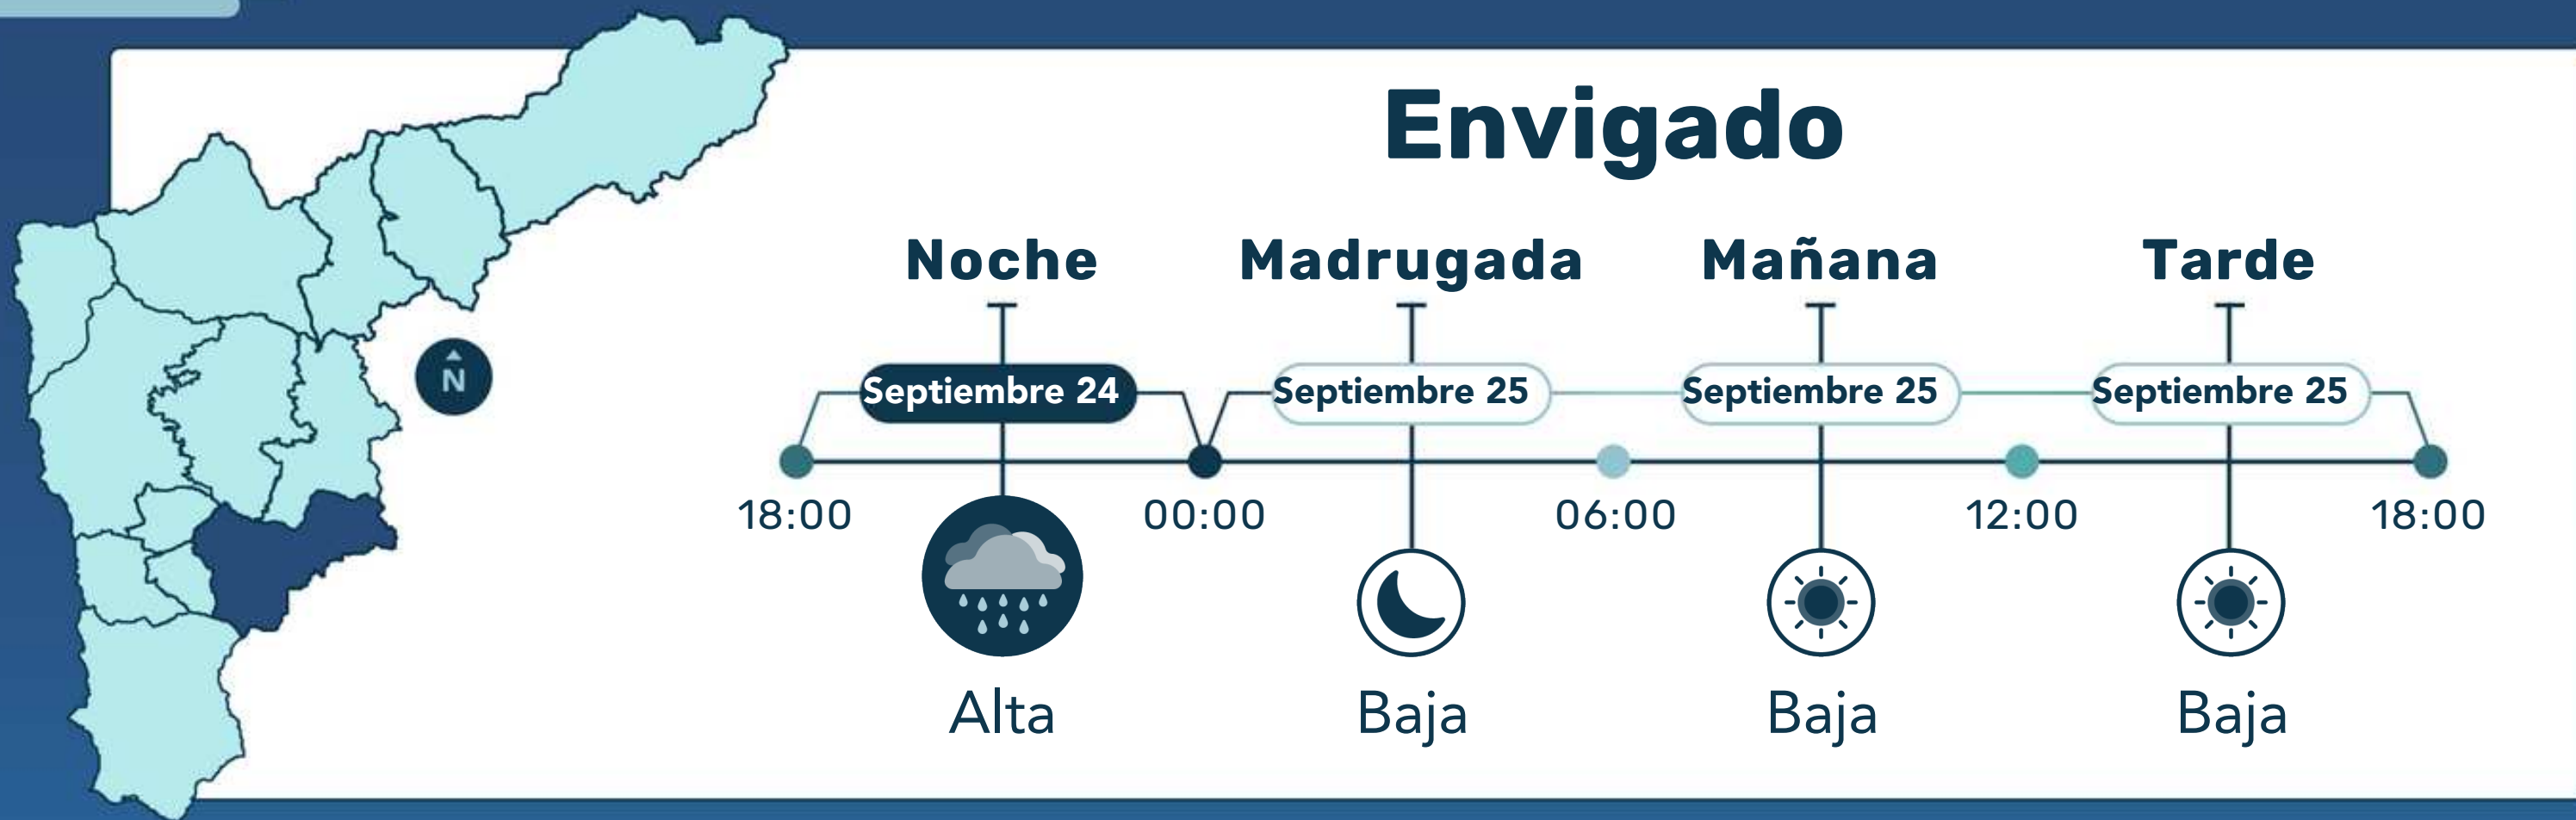 Envigado
Noche Madrugada Mañana Tarde
N
Septiembre 24 Septiembre 25 Septiembre 25 Septiembre 25
18:00 00:00 06:00 12:00 18:00
Alta Baja Baja Baja